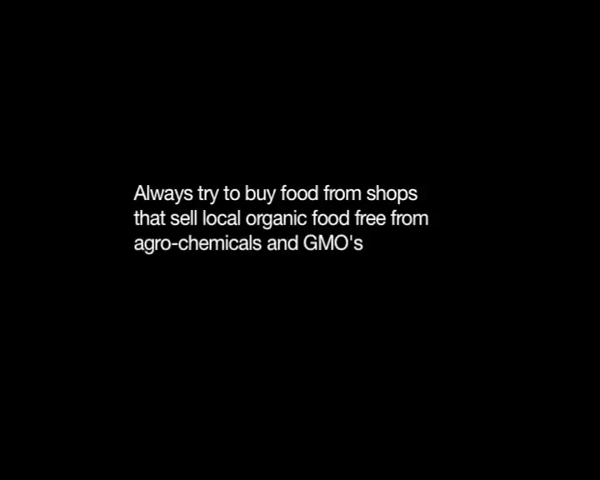 Always try to buy food from shops
that sell local organic food free from
agro-chemicals and GMO's